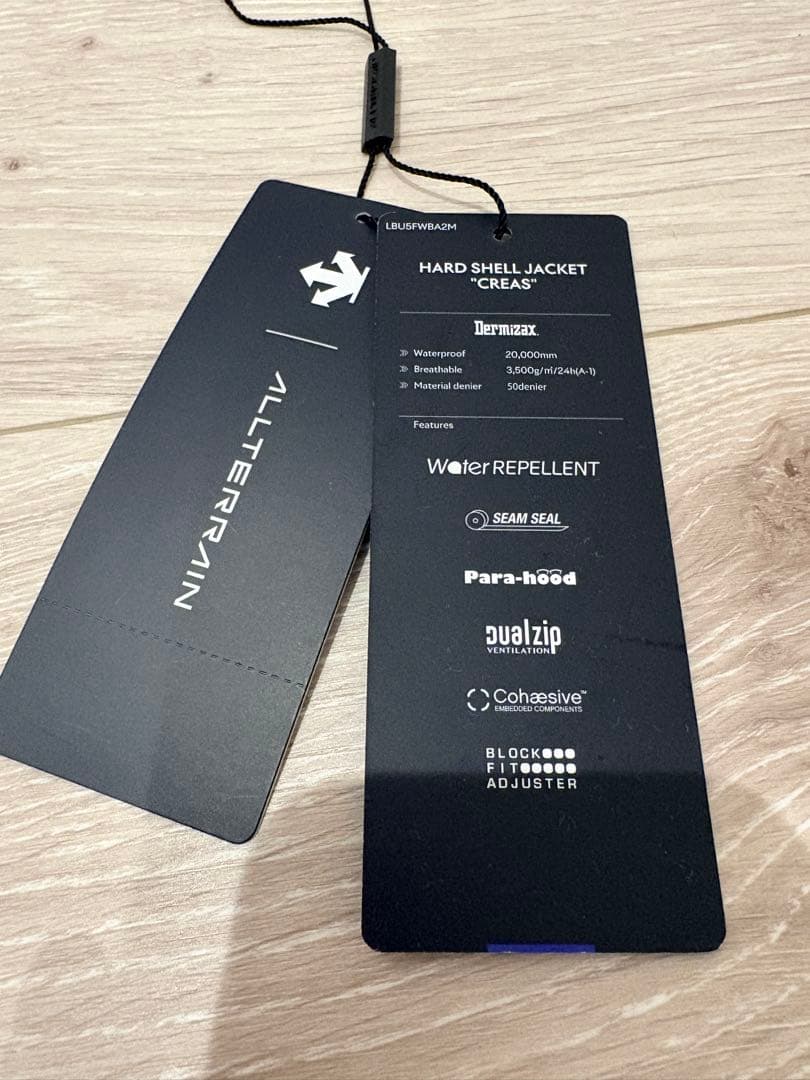 ALLTERRAIN
LBU5FWBA2M
HARD SHELL JACKET
"CREAS"
Dermizax
Waterproof 20,000mm
Breathable 3,500g/㎡/24h(A-1)
Material denier 50denier
Features
Water REPELLENT
SEAM SEAL
Para-hood
Dualzip
VENTILATION
Cohæsive™
EMBEDDED COMPONENTS
BLOCK
FIT
ADJUSTER